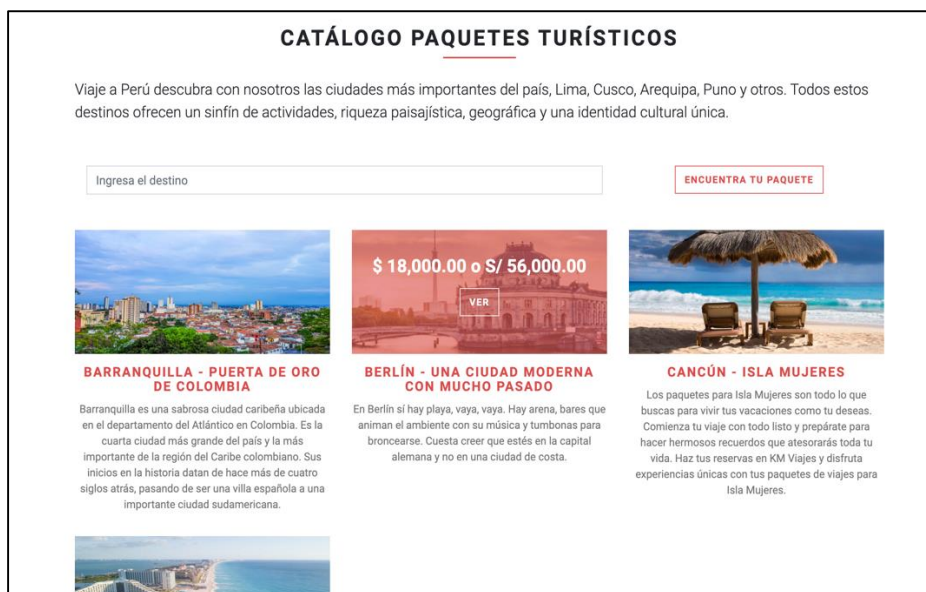 CATÁLOGO PAQUETES TURÍSTICOS
Viaje a Perú descubra con nosotros las ciudades más importantes del país, Lima, Cusco, Arequipa, Puno y otros. Todos estos
destinos ofrecen un sinfín de actividades, riqueza paisajística, geográfica y una identidad cultural única.
Ingresa el destino
ENCUENTRA TU PAQUETE
$ 18,000.00 o S/ 56,000.00
VER
BARRANQUILLA - PUERTA DE ORO
DE COLOMBIA
Barranquilla es una sabrosa ciudad caribeña ubicada
en el departamento del Atlántico en Colombia. Es la
cuarta ciudad más grande del país y la más
importante de la región del Caribe colombiano. Sus
inicios en la historia datan de hace más de cuatro
siglos atrás, pasando de ser una villa española a una
importante ciudad sudamericana.
BERLÍN - UNA CIUDAD MODERNA
CON MUCHO PASADO
En Berlín sí hay playa, vaya, vaya. Hay arena, bares que
animan el ambiente con su música y tumbonas para
broncearse. Cuesta creer que estés en la capital
alemana y no en una ciudad de costa.
CANCÚN - ISLA MUJERES
Los paquetes para Isla Mujeres son todo lo que
buscas para vivir tus vacaciones como tu deseas.
Comienza tu viaje con todo listo y prepárate para
hacer hermosos recuerdos que atesorarás toda tu
vida. Haz tus reservas en KM Viajes y disfruta
experiencias únicas con tus paquetes de viajes para
Isla Mujeres.